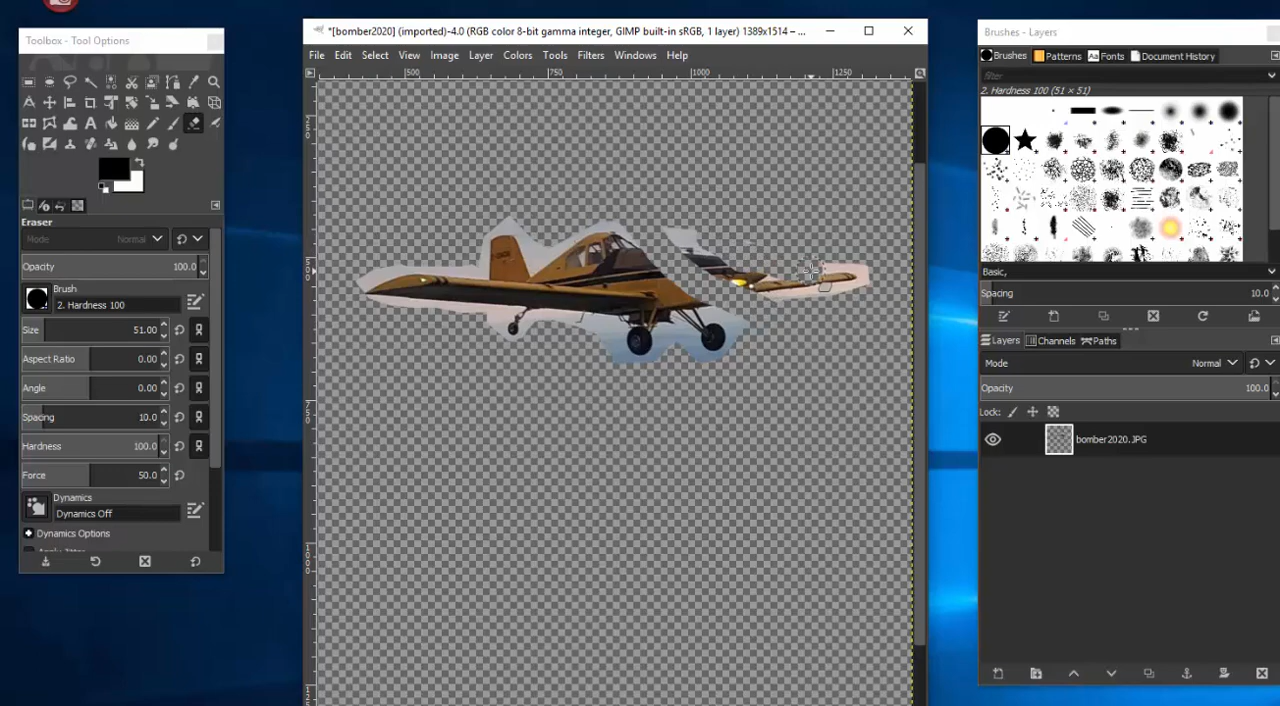 Toolbox - Tool Options
*[bomber2020] (imported)-4.0 (RGB color 8-bit gamma integer, GIMP built-in sRGB, 1 layer) 1389x1514 – ...
File Edit Select View Image Layer Colors Tools Filters Windows Help
500 750 1000 1250
Eraser
Mode Normal
Opacity 100.0
Brush
2. Hardness 100
Size 51.00
Aspect Ratio 0.00
Angle 0.00
Spacing 10.0
Hardness 100.0
Force 50.0
Dynamics
Dynamics Off
Dynamics Options
Apply Jitter
Brushes - Layers
Brushes Patterns Fonts Document History
filter
2. Hardness 100 (51 × 51)
Basic,
Spacing 10.0
Layers Channels Paths
Mode Normal
Opacity 100.0
Lock:
bomber2020.JPG